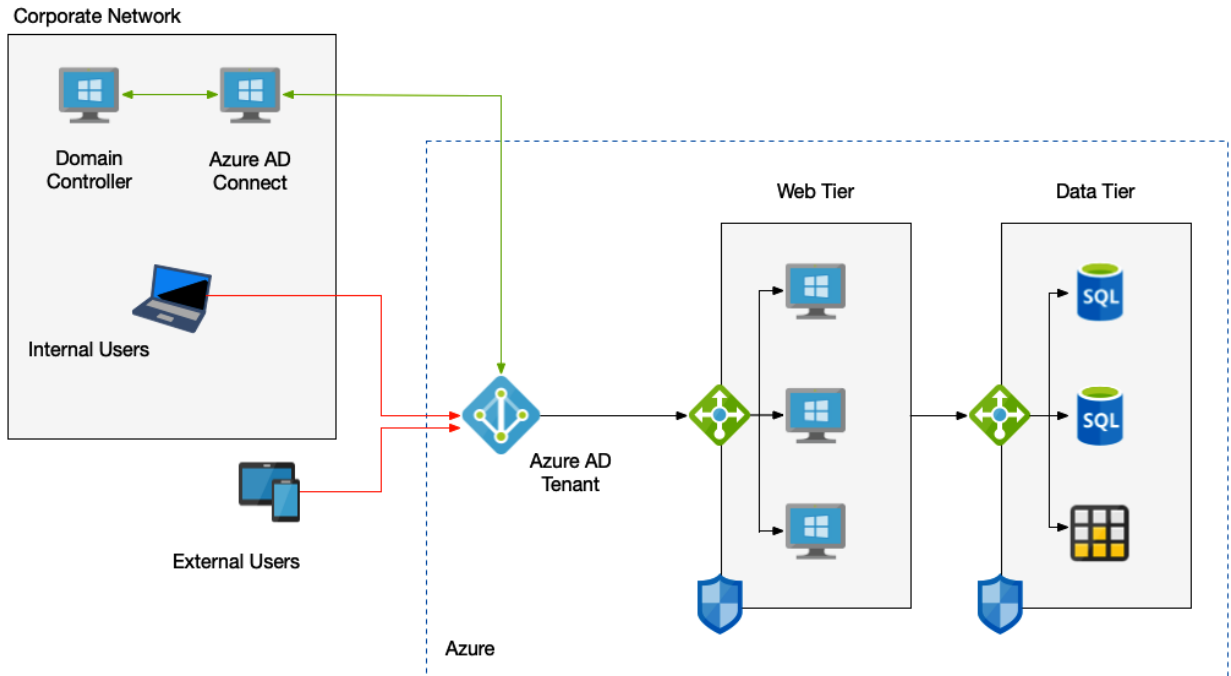 Corporate Network
Domain
Controller
Azure AD
Connect
Internal Users
External Users
Azure AD
Tenant
Web Tier
Data Tier
SQL
SQL
Azure